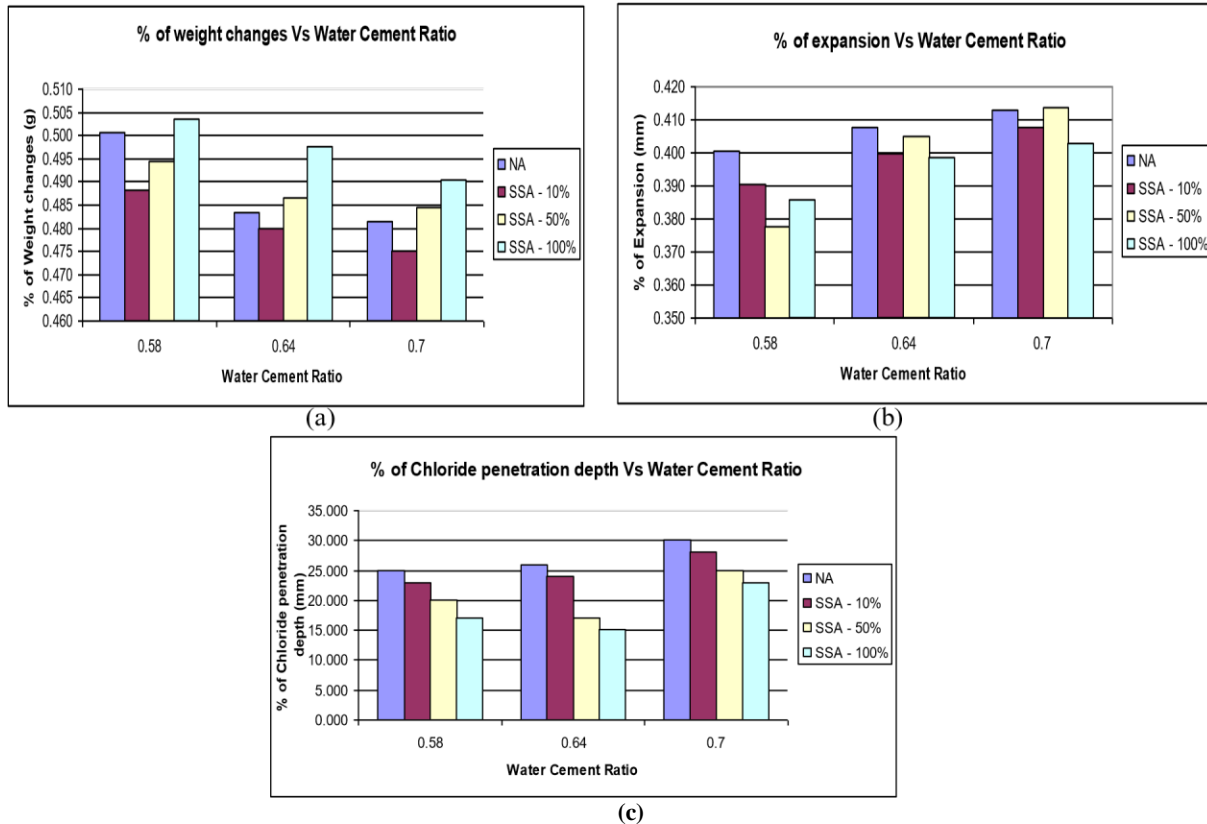 % of weight changes Vs Water Cement Ratio
% of Weight changes (g)
0.510
0.505
0.500
0.495
0.490
0.485
0.480
0.475
0.470
0.465
0.460
0.58 0.64 0.7
Water Cement Ratio
NA
SSA - 10%
SSA - 50%
SSA - 100%
(a)
% of expansion Vs Water Cement Ratio
% of Expansion (mm)
0.420
0.410
0.400
0.390
0.380
0.370
0.360
0.350
0.58 0.64 0.7
Water Cement Ratio
NA
SSA - 10%
SSA - 50%
SSA - 100%
(b)
% of Chloride penetration depth Vs Water Cement Ratio
% of Chloride penetration
depth (mm)
35.000
30.000
25.000
20.000
15.000
10.000
5.000
0.000
0.58 0.64 0.7
Water Cement Ratio
NA
SSA - 10%
SSA - 50%
SSA - 100%
(c)